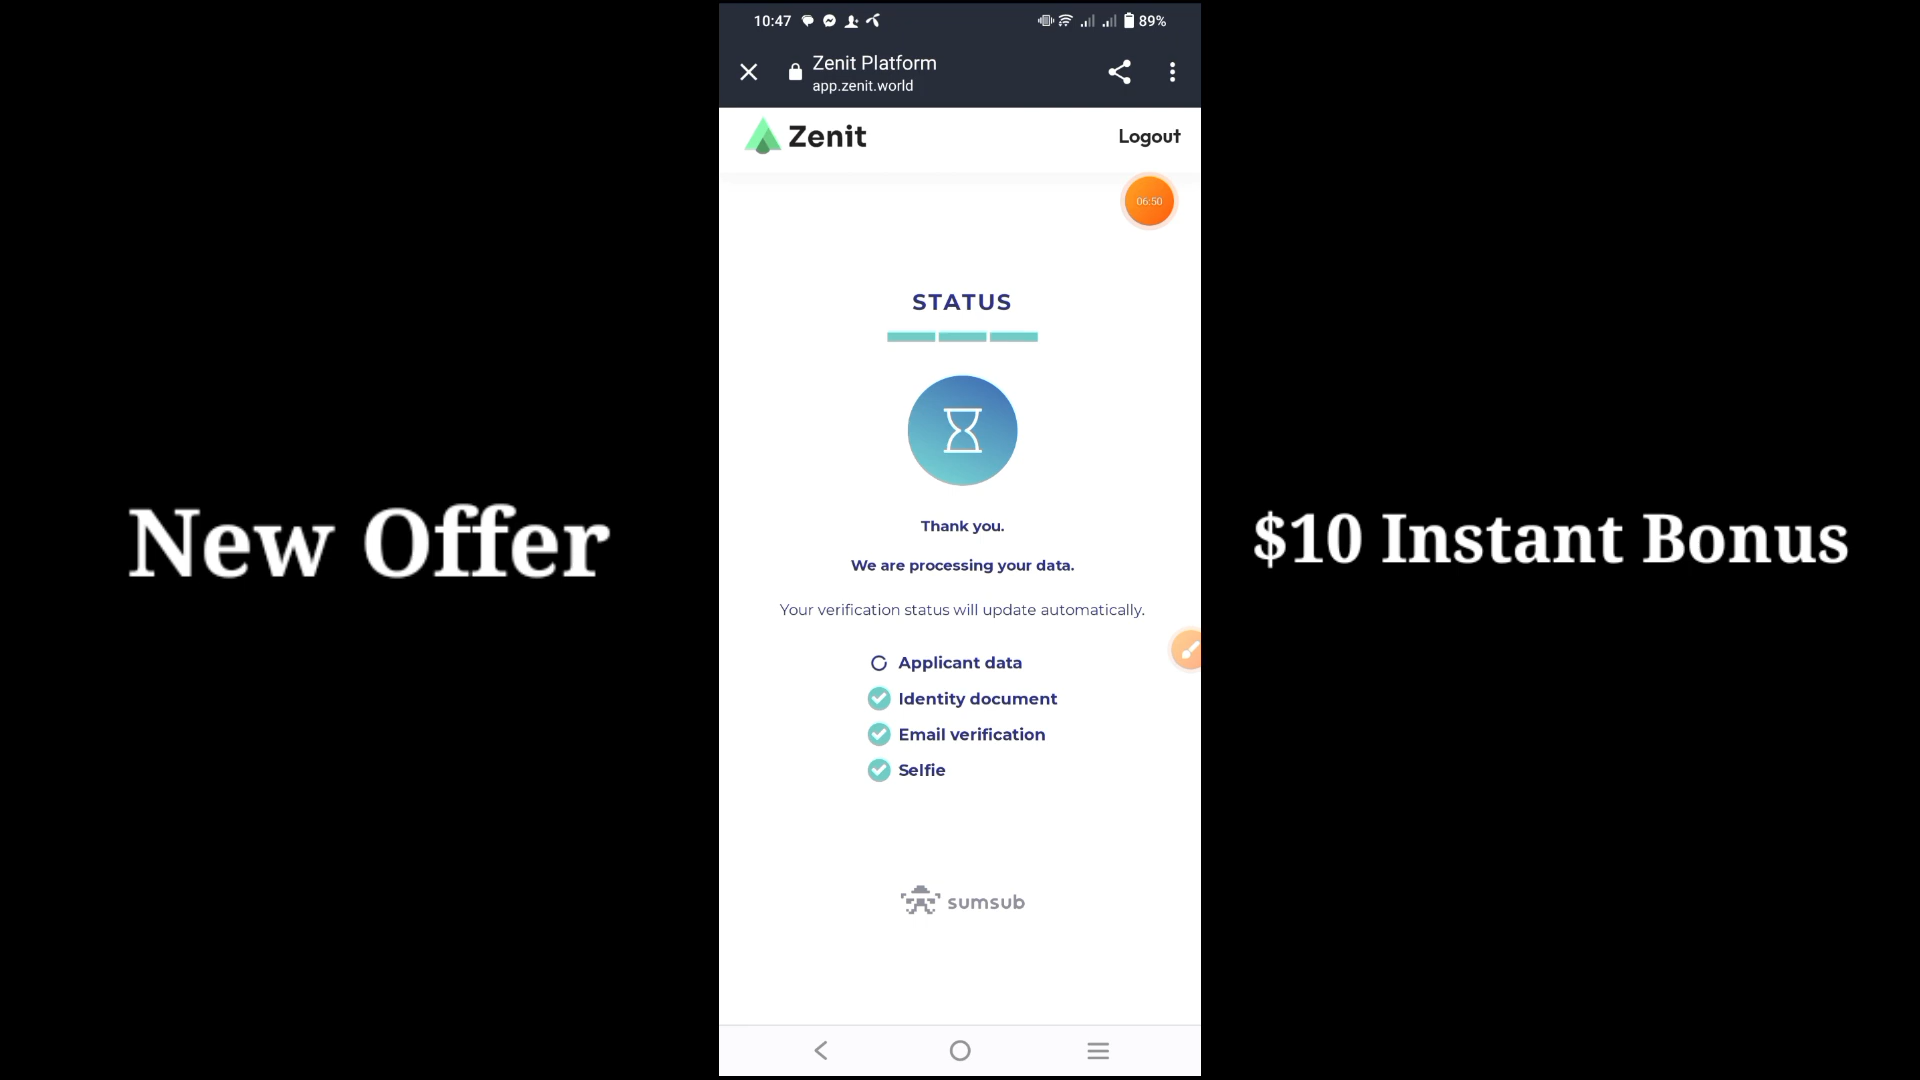 10:47
89%
Zenit Platform
app.zenit.world
Zenit
Logout
06:50
STATUS
New Offer
$10 Instant Bonus
Thank you.
We are processing your data.
Your verification status will update automatically.
Applicant data
Identity document
Email verification
Selfie
sumsub